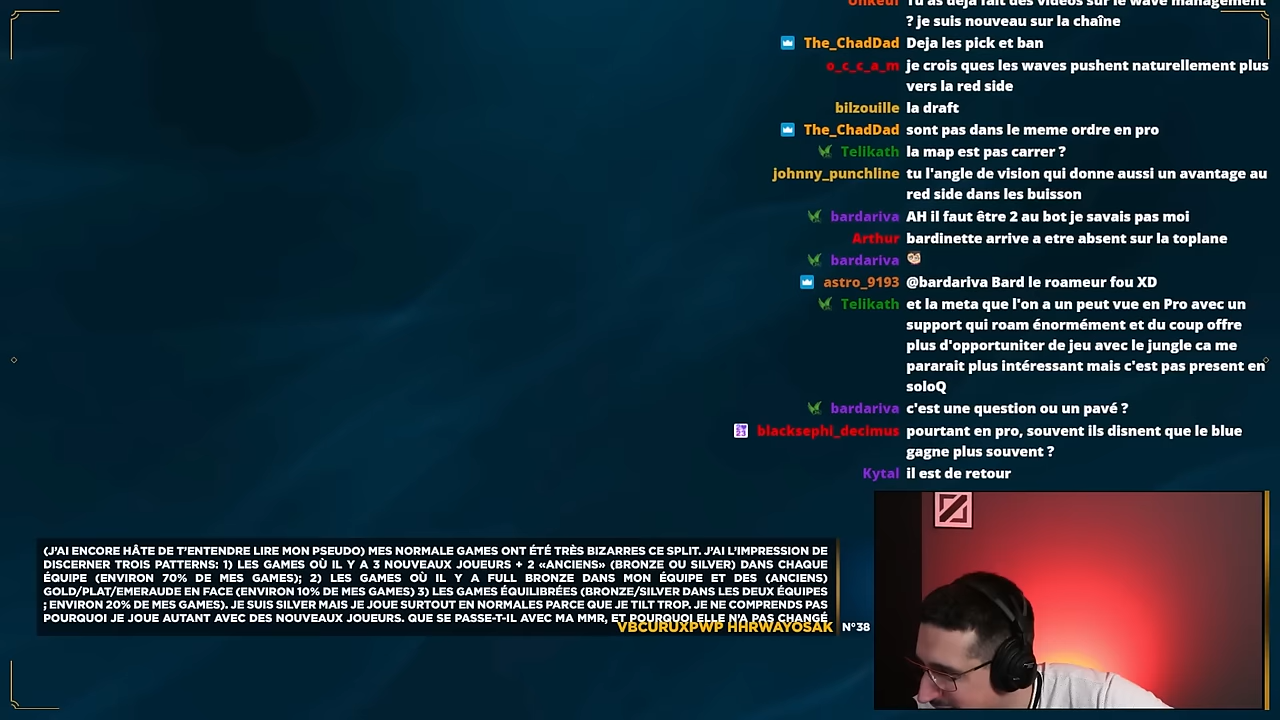 Unkeur Tu as déjà fait des vidéos sur le wave management
? je suis nouveau sur la chaîne
The_ChadDad Deja les pick et ban
o_c_c_a_m je crois ques les waves pushent naturellement plus
vers la red side
bilzouille la draft
The_ChadDad sont pas dans le meme ordre en pro
Telikath la map est pas carrer ?
johnny_punchline tu l'angle de vision qui donne aussi un avantage au
red side dans les buisson
bardariva AH il faut être 2 au bot je savais pas moi
Arthur bardinette arrive a etre absent sur la toplane
bardariva
astro_9193 @bardariva Bard le roameur fou XD
Telikath et la meta que l'on a un peut vue en Pro avec un
support qui roam énormément et du coup offre
plus d'opportuniter de jeu avec le jungle ca me
pararait plus intéressant mais c'est pas present en
soloQ
bardariva c'est une question ou un pavé ?
blacksephi_decimus pourtant en pro, souvent ils disnent que le blue
gagne plus souvent ?
Kytal il est de retour
(J'AI ENCORE HÂTE DE T'ENTENDRE LIRE MON PSEUDO) MES NORMALE GAMES ONT ÉTÉ TRÈS BIZARRES CE SPLIT. J'AI L'IMPRESSION DE
DISCERNER TROIS PATTERNS: 1) LES GAMES OÙ IL Y A 3 NOUVEAUX JOUEURS + 2 «ANCIENS» (BRONZE OU SILVER) DANS CHAQUE
ÉQUIPE (ENVIRON 70% DE MES GAMES); 2) LES GAMES OÙ IL Y A FULL BRONZE DANS MON ÉQUIPE ET DES (ANCIENS)
GOLD/PLAT/EMERAUDE EN FACE (ENVIRON 10% DE MES GAMES) 3) LES GAMES ÉQUILIBRÉES (BRONZE/SILVER DANS LES DEUX ÉQUIPES
; ENVIRON 20% DE MES GAMES). JE SUIS SILVER MAIS JE JOUE SURTOUT EN NORMALES PARCE QUE JE TILT TROP. JE NE COMPRENDS PAS
POURQUOI JE JOUE AUTANT AVEC DES NOUVEAUX JOUEURS. QUE SE PASSE-T-IL AVEC MA MMR, ET POURQUOI ELLE N'A PAS CHANGÉ
VBCURUXPWP HHRWAYOSAK N°38